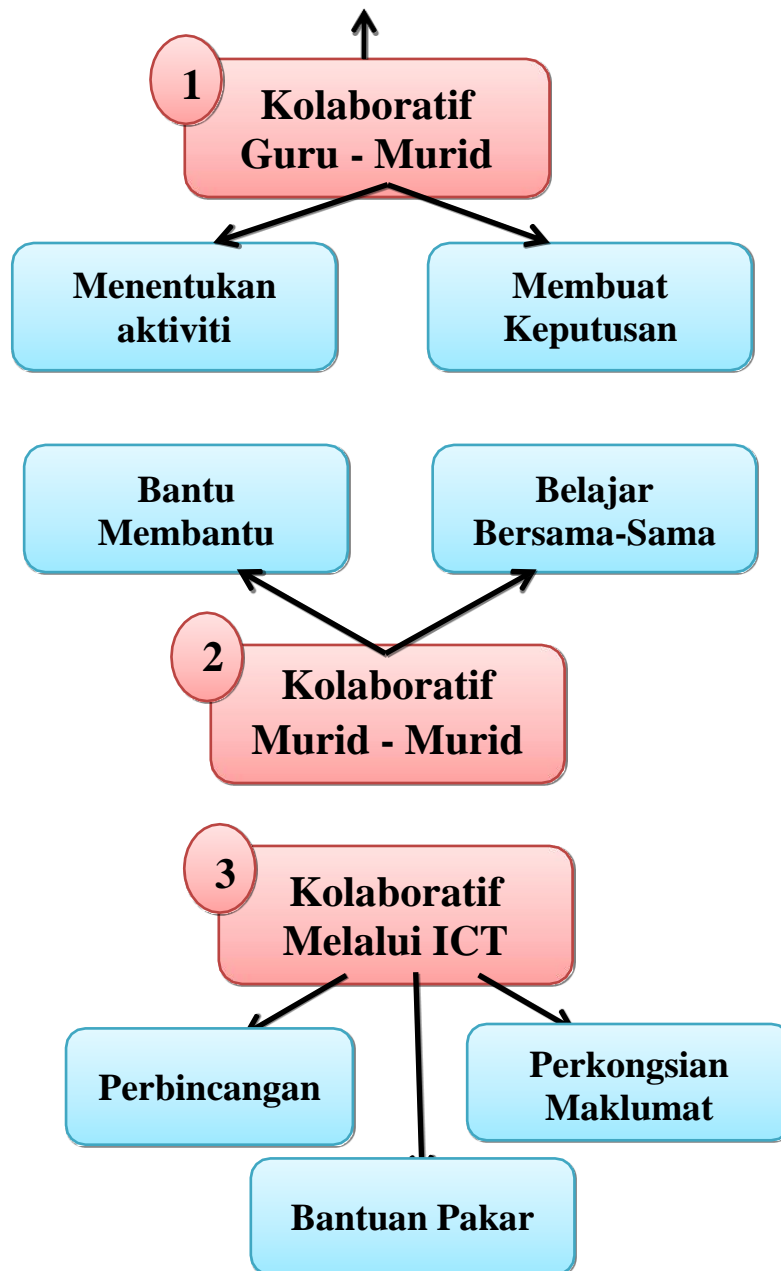 1
Kolaboratif
Guru - Murid
Menentukan
aktiviti
Membuat
Keputusan
Bantu
Membantu
Belajar
Bersama-Sama
2
Kolaboratif
Murid - Murid
3
Kolaboratif
Melalui ICT
Perbincangan
Perkongsian
Maklumat
Bantuan Pakar